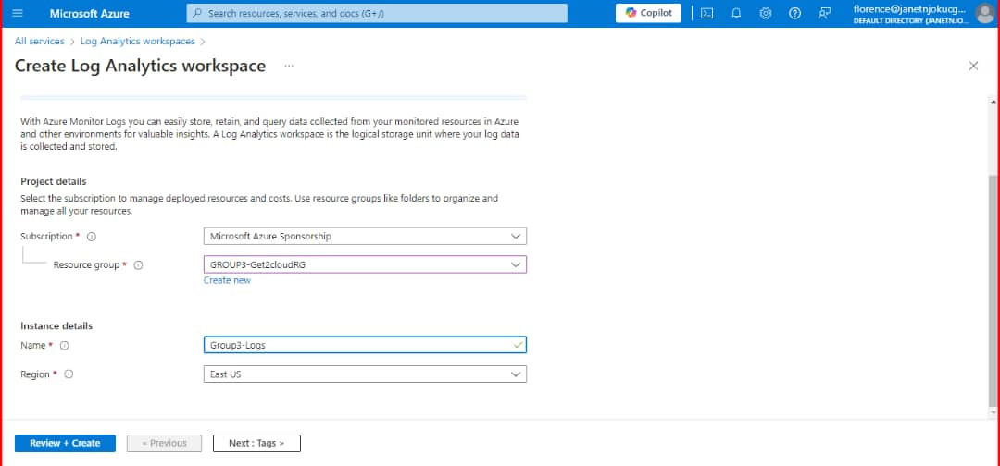 Microsoft Azure
Search resources, services, and docs (G+/)
Copilot
florence@janetnjokucg...
DEFAULT DIRECTORY (JANETNJO...
All services > Log Analytics workspaces >
Create Log Analytics workspace ...
With Azure Monitor Logs you can easily store, retain, and query data collected from your monitored resources in Azure
and other environments for valuable insights. A Log Analytics workspace is the logical storage unit where your log data
is collected and stored.
Project details
Select the subscription to manage deployed resources and costs. Use resource groups like folders to organize and
manage all your resources.
Subscription *
Microsoft Azure Sponsorship
Resource group *
GROUP3-Get2cloudRG
Create new
Instance details
Name *
Group3-Logs
Region *
East US
Review + Create
< Previous
Next : Tags >